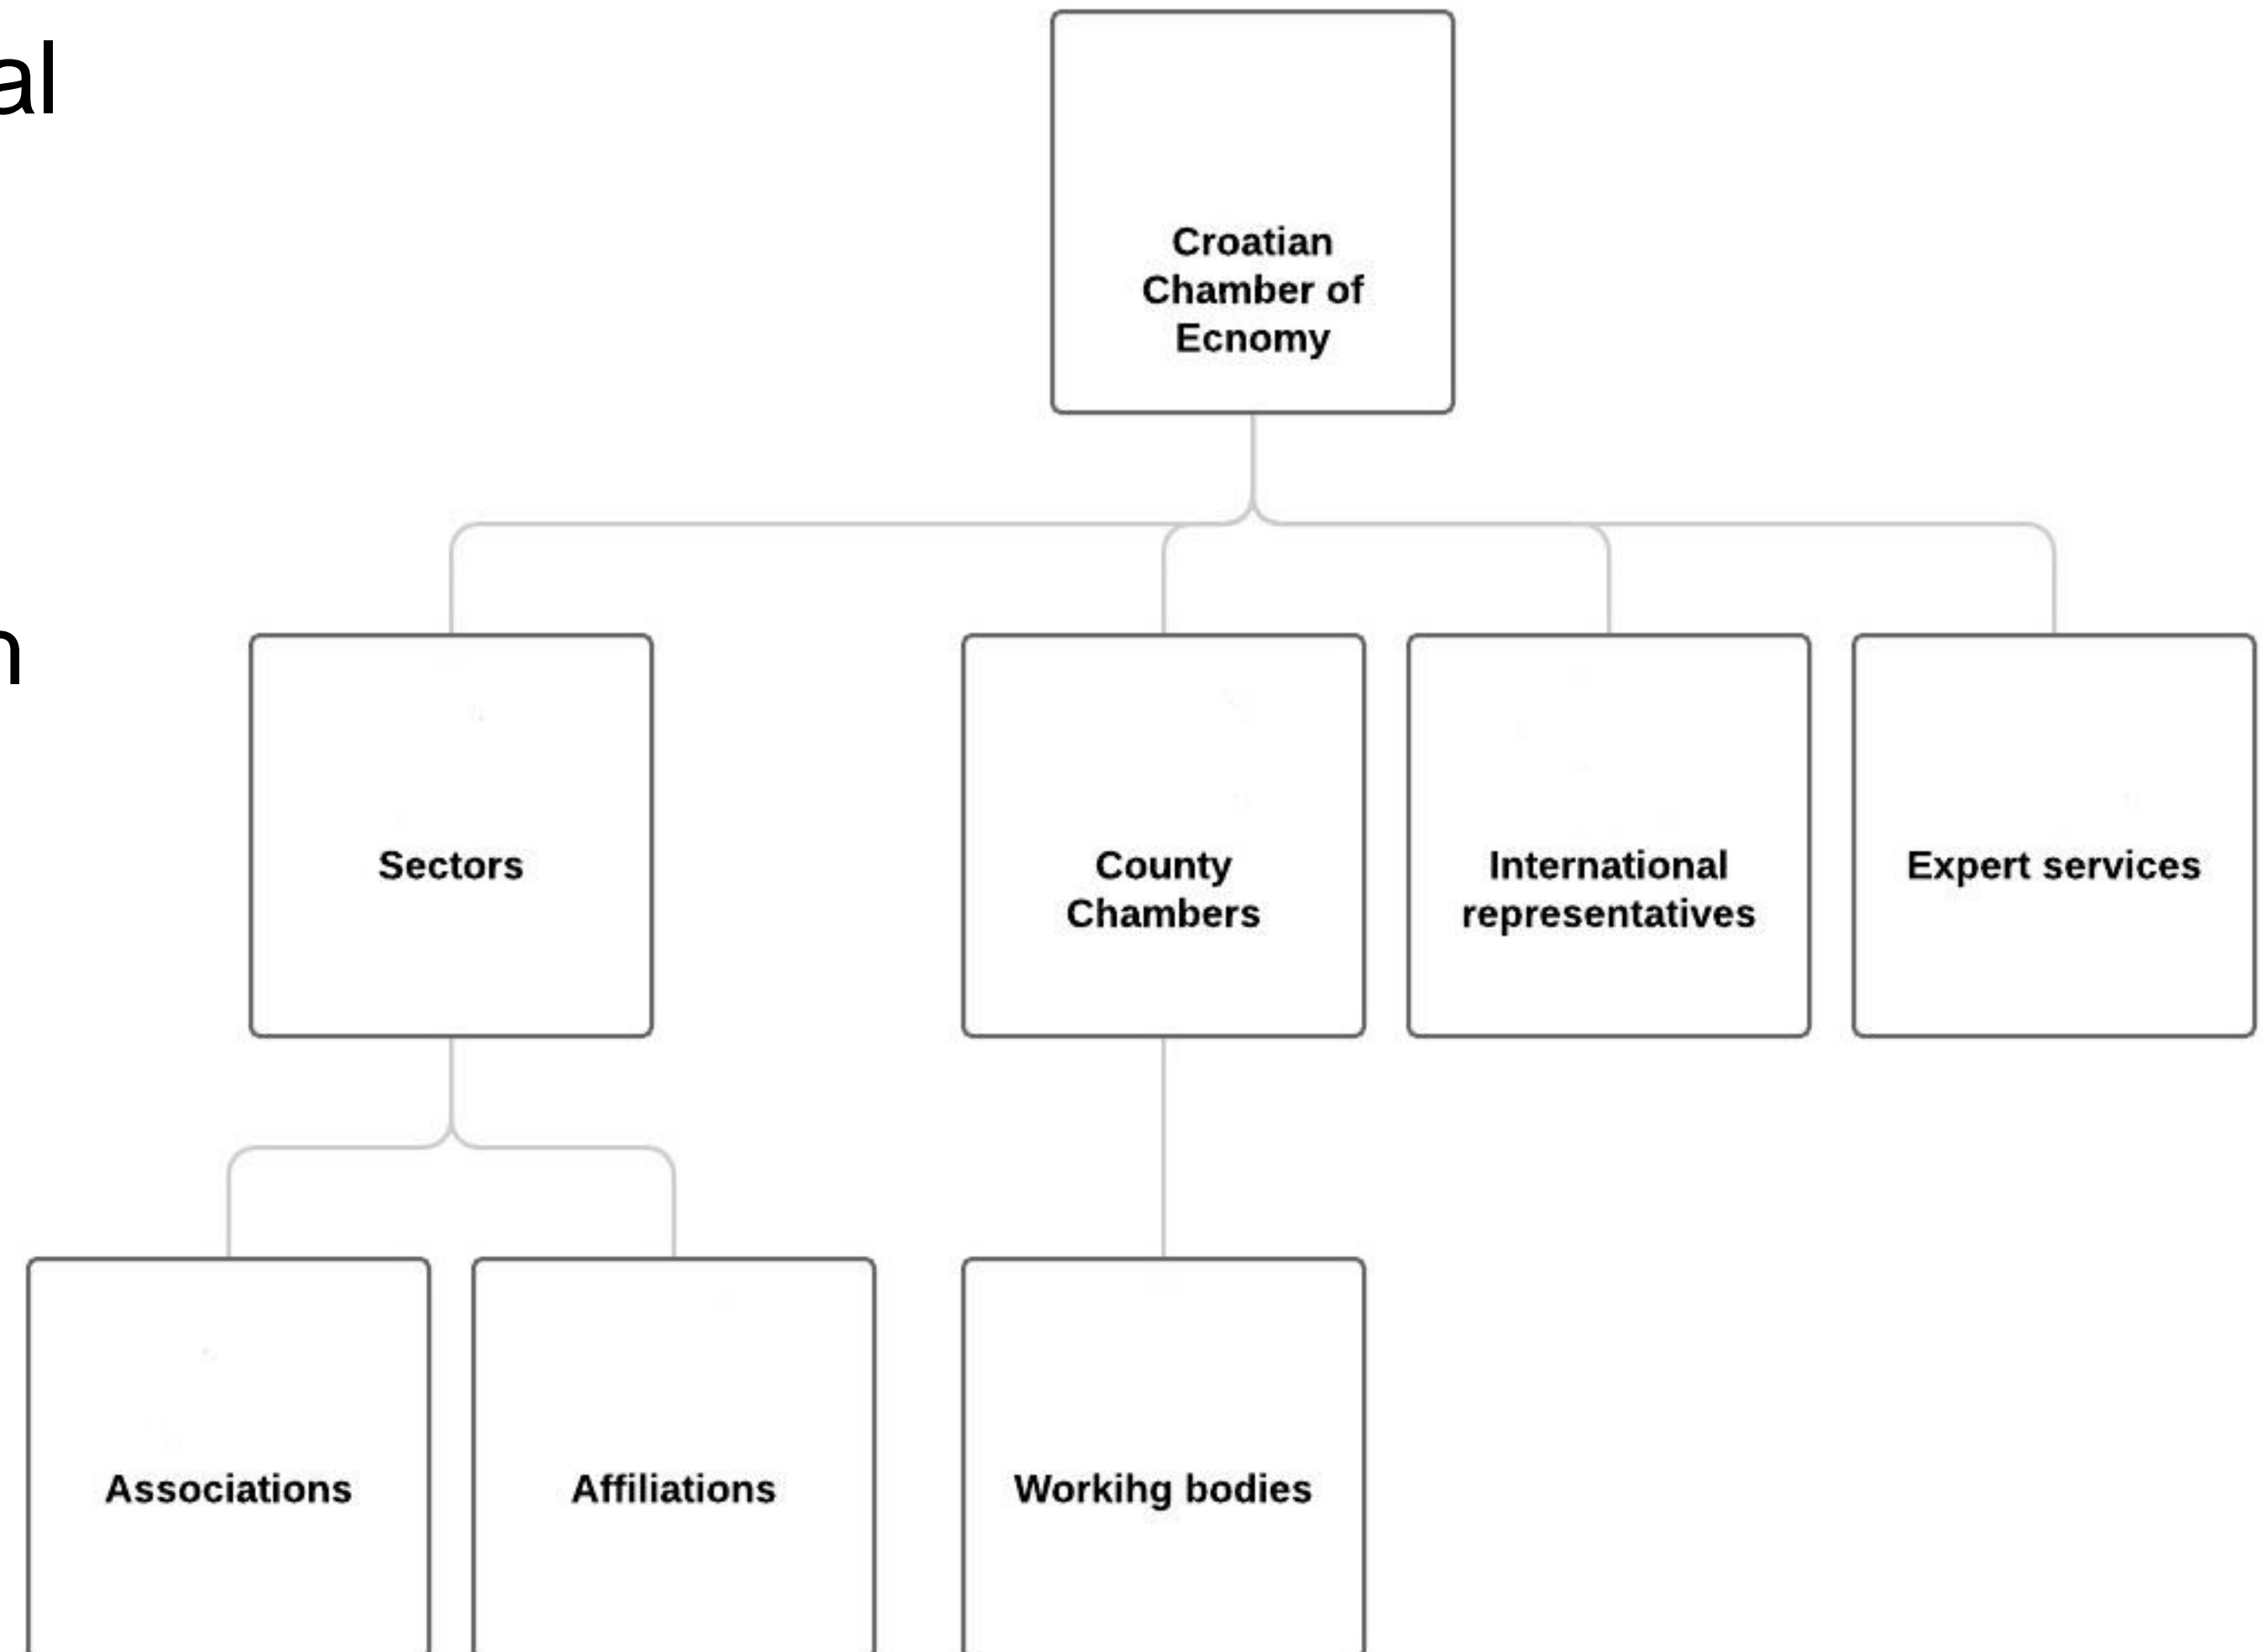 al
n
Croatian
Chamber of
Ecnomy
Sectors
County
Chambers
International
representatives
Expert services
Associations
Affiliations
Workihg bodies